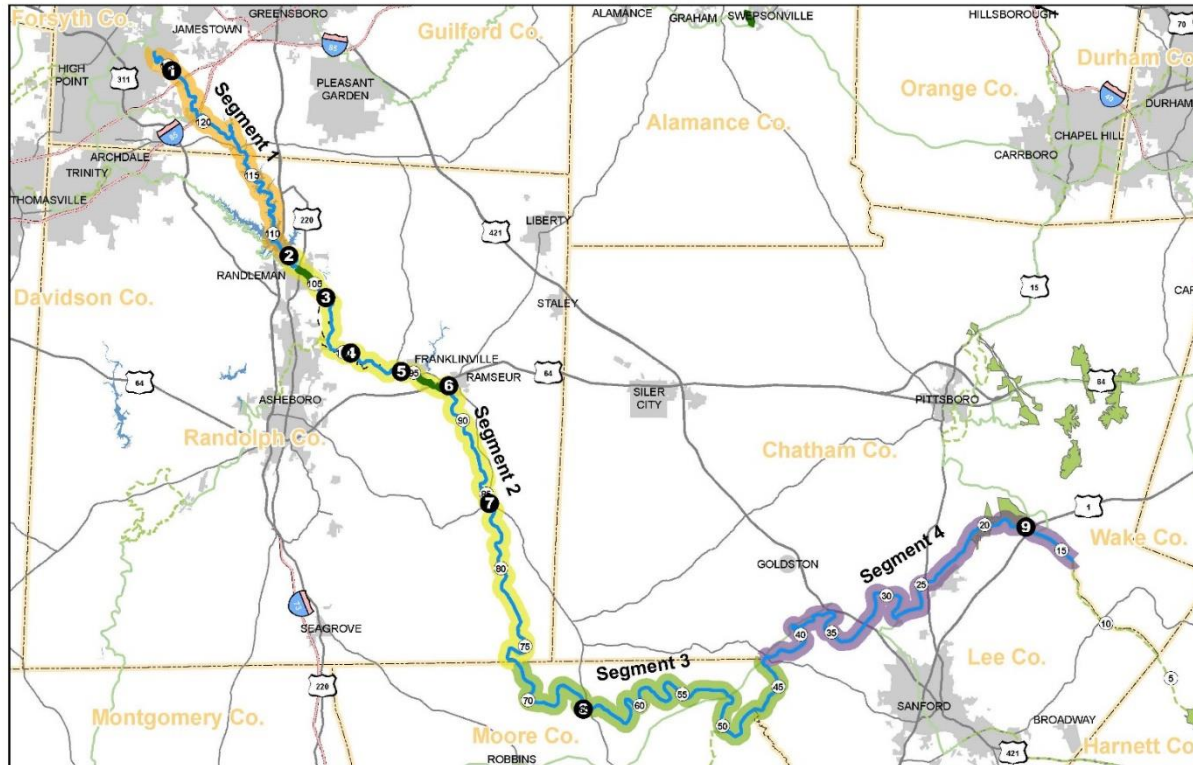 Forsyth Co.
JAMESTOWN
GREENSBORO
Guilford Co.
ALAMANCE
GRAHAM
SWEPSONVILLE
HILLSBOROUGH
70
Durham Co.
HIGH
POINT
311
1
85
PLEASANT
GARDEN
Orange Co.
DURHAM
120
Segment 1
Alamance Co.
CHAPEL HILL
CARRBORO
ARCHDALE
TRINITY
85
115
THOMASVILLE
220
LIBERTY
421
110
2
RANDLEMAN
105
15
Davidson Co.
3
STALEY
4
FRANKLINVILLE
5
95
6
RAMSEUR
64
64
64
ASHEBORO
SILER
CITY
PITTSBORO
Randolph Co.
90
Segment 2
Chatham Co.
7
20
9
1
Wake Co.
Segment 4
15
80
GOLDSTON
25
30
SEAGROVE
10
75
40
35
Segment 3
Lee Co.
220
70
8
60
55
45
5
50
SANFORD
Montgomery Co.
Moore Co.
BROADWAY
ROBBINS
421
Harnett Co.